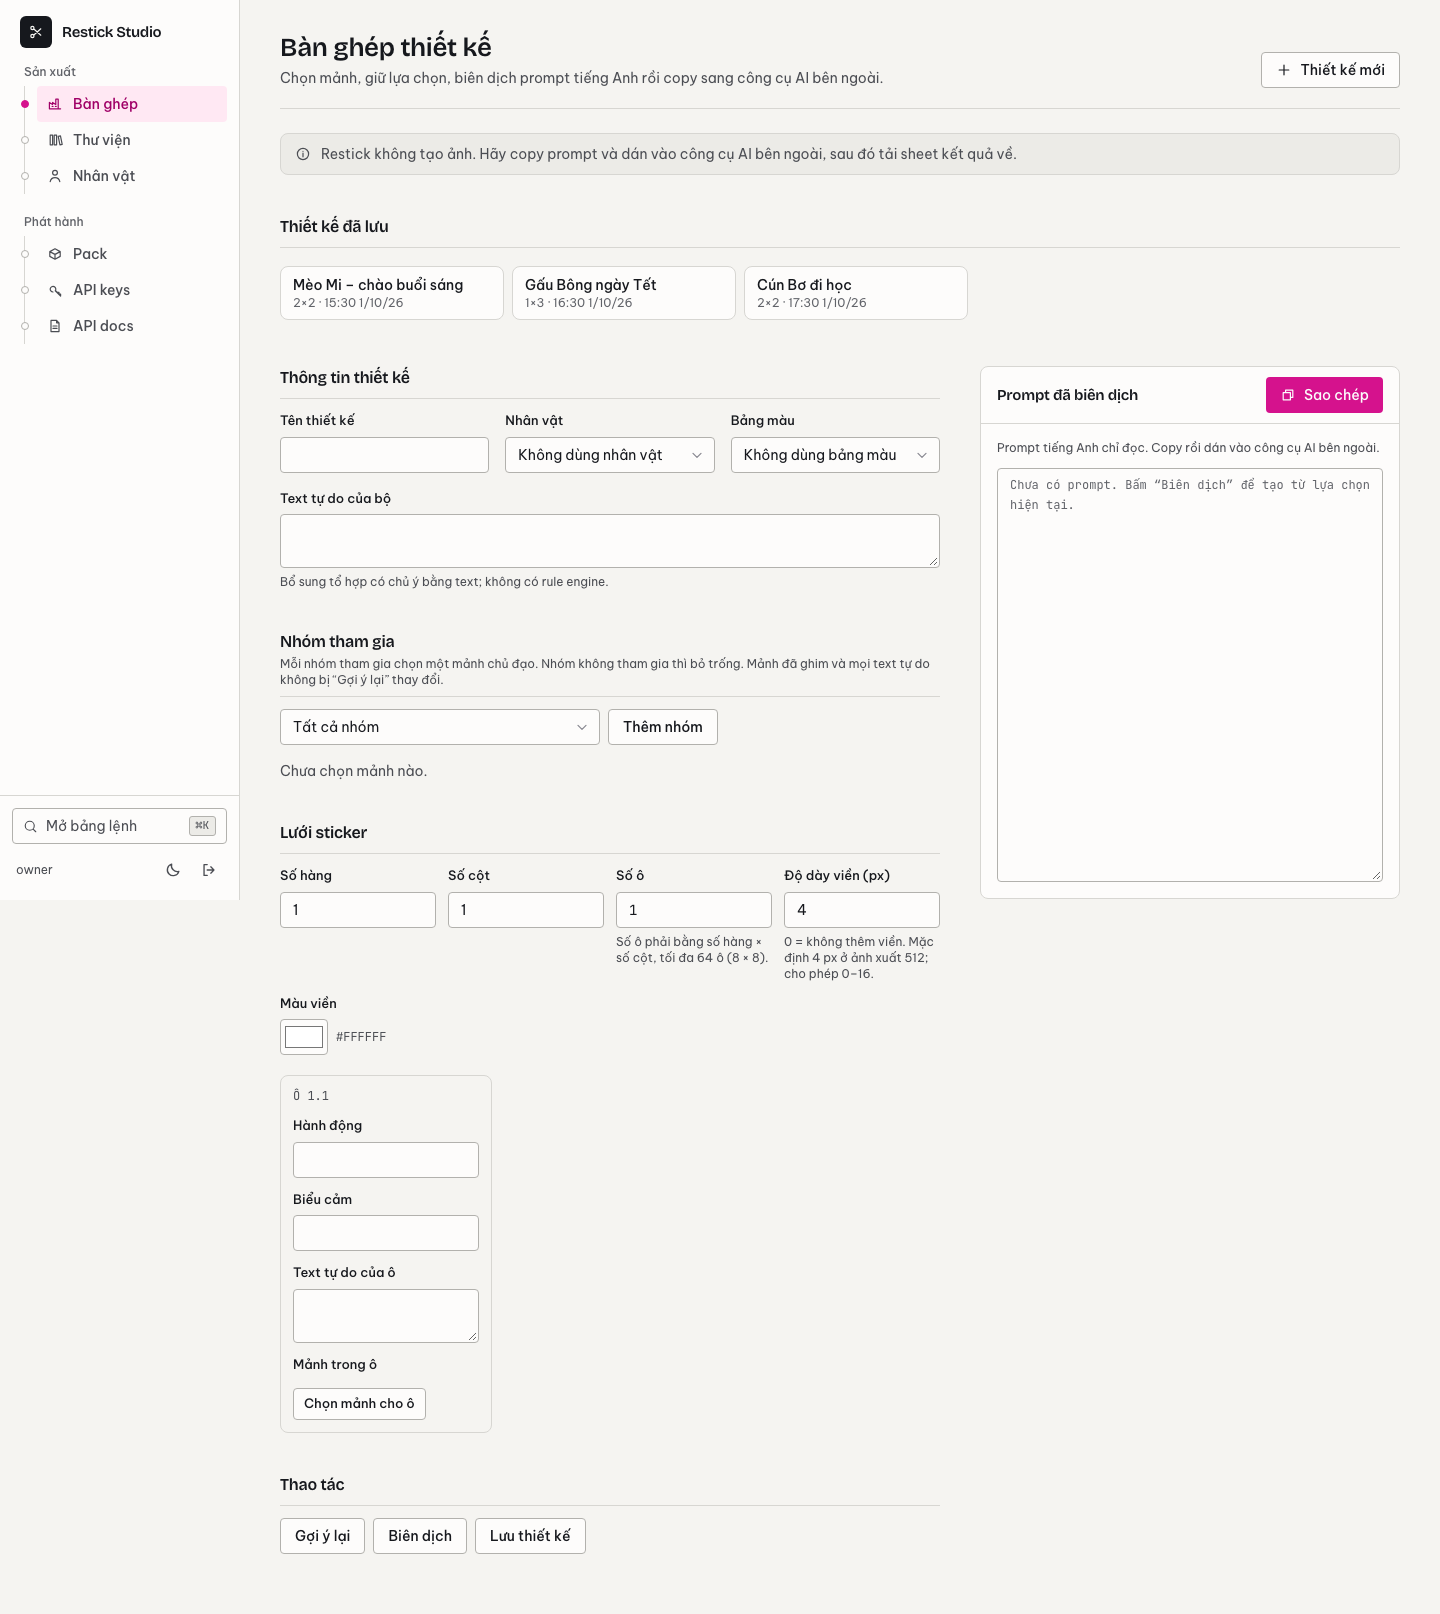 Restick Studio
Sản xuất
Bàn ghép
Thư viện
Nhân vật
Phát hành
Pack
API keys
API docs
Mở bảng lệnh
⌘K
owner
Bàn ghép thiết kế
Chọn mảnh, giữ lựa chọn, biên dịch prompt tiếng Anh rồi copy sang công cụ AI bên ngoài.
Thiết kế mới
Restick không tạo ảnh. Hãy copy prompt và dán vào công cụ AI bên ngoài, sau đó tải sheet kết quả về.
Thiết kế đã lưu
Mèo Mi – chào buổi sáng
2×2 · 15:30 1/10/26
Gấu Bông ngày Tết
1×3 · 16:30 1/10/26
Cún Bơ đi học
2×2 · 17:30 1/10/26
Thông tin thiết kế
Tên thiết kế
Nhân vật
Bảng màu
Không dùng nhân vật
Không dùng bảng màu
Text tự do của bộ
Bổ sung tổ hợp có chủ ý bằng text; không có rule engine.
Nhóm tham gia
Mỗi nhóm tham gia chọn một mảnh chủ đạo. Nhóm không tham gia thì bỏ trống. Mảnh đã ghim và mọi text tự do
không bị “Gợi ý lại” thay đổi.
Tất cả nhóm
Thêm nhóm
Chưa chọn mảnh nào.
Lưới sticker
Số hàng
Số cột
Số ô
Độ dày viền (px)
1
1
1
4
Số ô phải bằng số hàng ×
số cột, tối đa 64 ô (8 × 8).
0 = không thêm viền. Mặc
định 4 px ở ảnh xuất 512;
cho phép 0–16.
Màu viền
#FFFFFF
Ô 1.1
Hành động
Biểu cảm
Text tự do của ô
Mảnh trong ô
Chọn mảnh cho ô
Thao tác
Gợi ý lại
Biên dịch
Lưu thiết kế
Prompt đã biên dịch
Sao chép
Prompt tiếng Anh chỉ đọc. Copy rồi dán vào công cụ AI bên ngoài.
Chưa có prompt. Bấm “Biên dịch” để tạo từ lựa chọn
hiện tại.